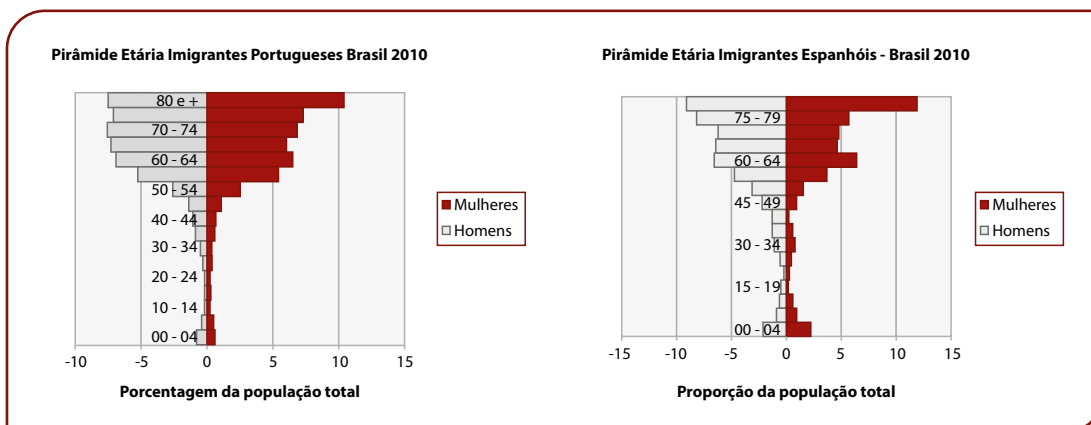 Pirâmide Etária Imigrantes Portugueses Brasil 2010
80 e +
70 - 74
60 - 64
50 - 54
40 - 44
30 - 34
20 - 24
10 - 14
00 - 04
-10 -5 0 5 10 15
Porcentagem da população total
Mulheres
Homens
Pirâmide Etária Imigrantes Espanhóis - Brasil 2010
75 - 79
60 - 64
45 - 49
30 - 34
15 - 19
00 - 04
-15 -10 -5 0 5 10 15
Proporção da população total
Mulheres
Homens